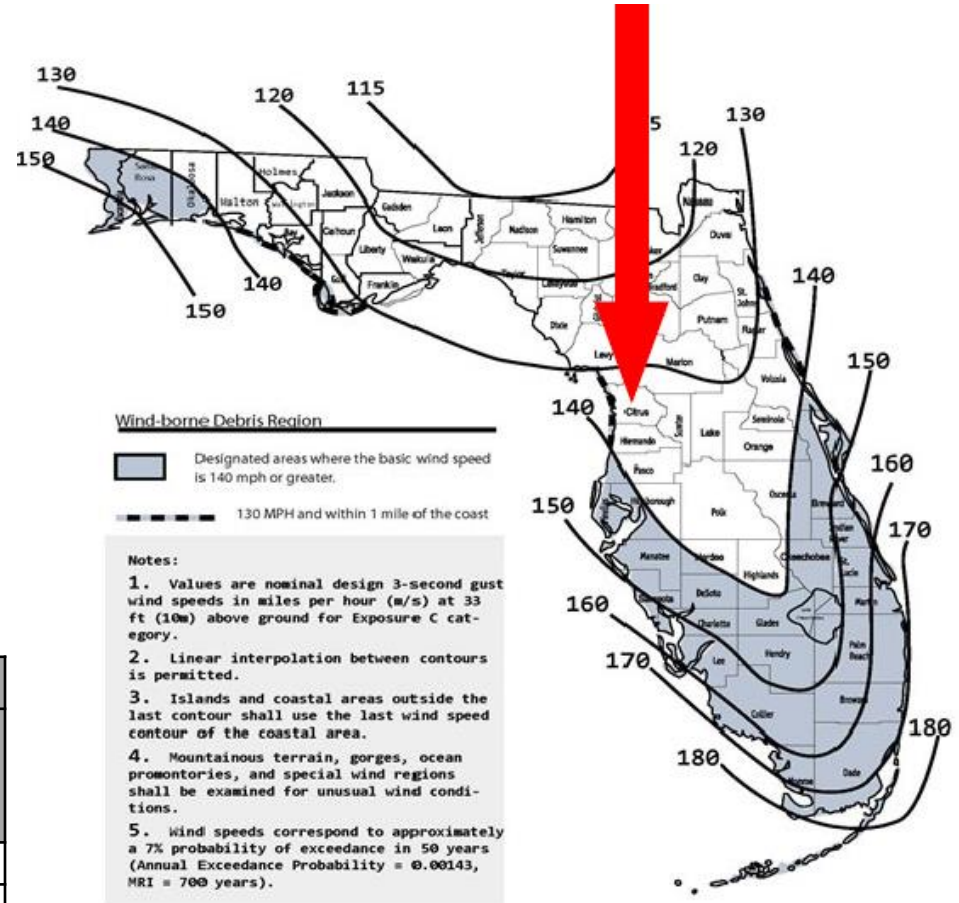 130
120
115
140
150
5
130
120
Holmes
Santa
Rosa
Okaloosa
Walton
Washington
Jackson
Bay
Calhoun
Gadsden
Leon
Jefferson
Madison
Hamilton
Nassau
Duval
Liberty
Wakulla
Suwannee
Gulf
Franklin
Taylor
Lafayette
Bradford
Clay
St.
Johns
140
150
140
Dixie
Putnam
Flagler
Levy
Marion
Volusia
150
140
Citrus
Hernando
Sumter
Lake
Seminole
Orange
Pasco
160
Wind-borne Debris Region
Designated areas where the basic wind speed
is 140 mph or greater.
130 MPH and within 1 mile of the coast
150
Hillsborough
Polk
Osceola
Brevard
Indian
River
170
Manatee
Hardee
Highlands
Okeechobee
St.
Lucie
DeSoto
Martin
160
Charlotte
Glades
Lee
Hendry
Palm
Beach
170
Collier
Broward
180
180
Monroe
Dade
Notes:
1. Values are nominal design 3-second gust
wind speeds in miles per hour (m/s) at 33
ft (10m) above ground for Exposure C cat-
egory.
2. Linear interpolation between contours
is permitted.
3. Islands and coastal areas outside the
last contour shall use the last wind speed
contour of the coastal area.
4. Mountainous terrain, gorges, ocean
promontories, and special wind regions
shall be examined for unusual wind condi-
tions.
5. Wind speeds correspond to approximately
a 7% probability of exceedance in 50 years
(Annual Exceedance Probability = 0.00143,
MRI = 700 years).